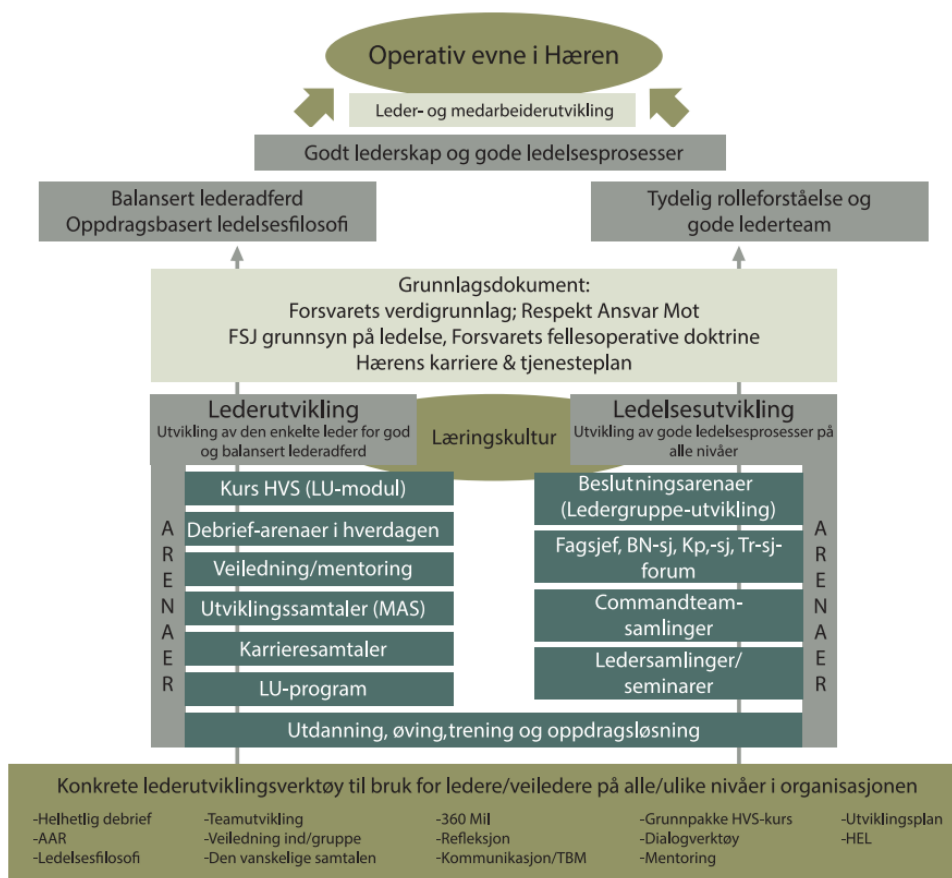 Operativ evne i Hæren
Leder- og medarbeiderutvikling
Godt lederskap og gode ledelsesprosesser
Balansert lederadferd
Oppdragsbasert ledelsesfilosofi
Tydelig rolleforståelse og
gode lederteam
Grunnlagsdokument:
Forsvarets verdigrunnlag; Respekt Ansvar Mot
FSJ grunnsyn på ledelse, Forsvarets fellesoperative doktrine
Hærens karriere & tjenesteplan
Lederutvikling
Utvikling av den enkelte leder for god
og balansert lederadferd
Læringskultur
Ledelsesutvikling
Utvikling av gode ledelsesprosesser på
alle nivåer
ARENAER
Kurs HVS (LU-modul)
Debrief-arenaer i hverdagen
Veiledning/mentoring
Utviklingssamtaler (MAS)
Karrieresamtaler
LU-program
Beslutningsarenaer
(Ledergruppe-utvikling)
Fagsjef, BN-sj, Kp,-sj, Tr-sj-
forum
Commandteam-
samlinger
Ledersamlinger/
seminarer
ARENAER
Utdanning, øving,trening og oppdragsløsning
Konkrete lederutviklingsverktøy til bruk for ledere/veiledere på alle/ulike nivåer i organisasjonen
-Helhetlig debrief
-AAR
-Ledelsesfilosofi
-Teamutvikling
-Veiledning ind/gruppe
-Den vanskelige samtalen
-360 Mil
-Refleksjon
-Kommunikasjon/TBM
-Grunnpakke HVS-kurs
-Dialogverktøy
-Mentoring
-Utviklingsplan
-HEL